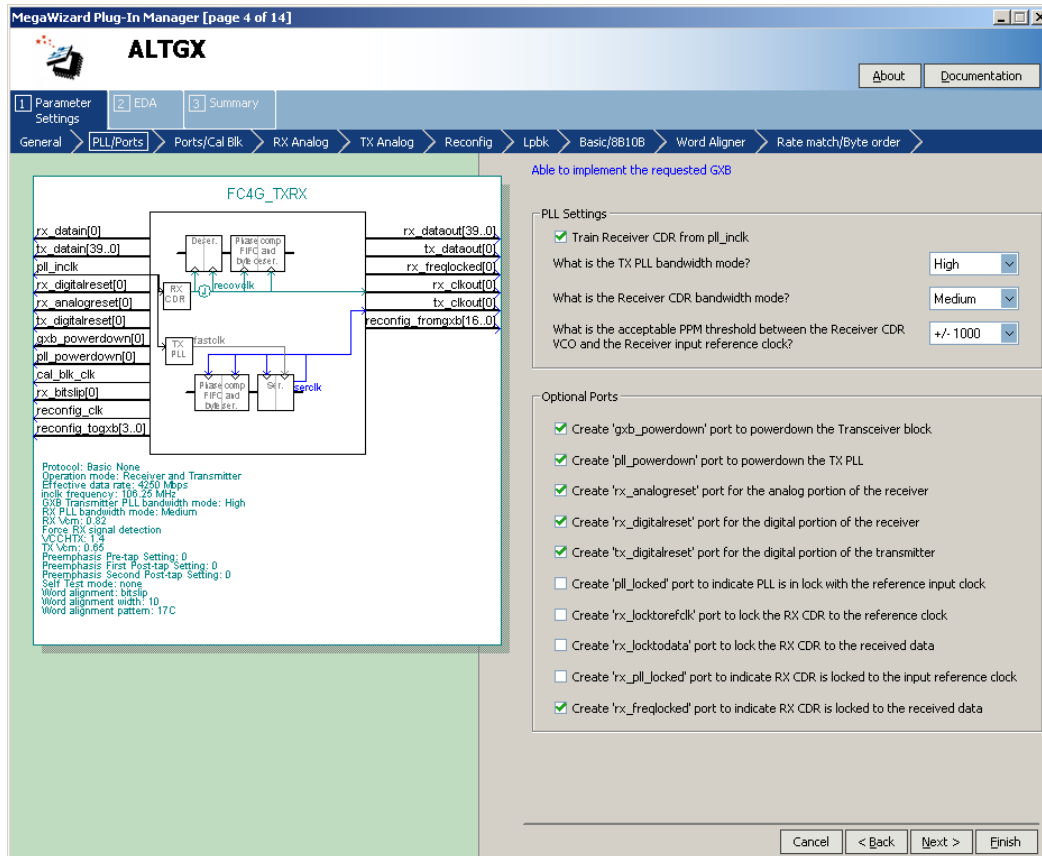 MegaWizard Plug-In Manager [page 4 of 14]
ALTGX
About
Documentation
1 Parameter Settings
2 EDA
3 Summary
General
PLL/Ports
Ports/Cal Blk
RX Analog
TX Analog
Reconfig
Lpbk
Basic/8B10B
Word Aligner
Rate match/Byte order
Able to implement the requested GXB
FC4G_TXRX
rx_datain[0]
tx_datain[39..0]
pll_inclk
rx_digitalreset[0]
rx_analogreset[0]
tx_digitalreset[0]
gxb_powerdown[0]
pll_powerdown[0]
cal_blk_clk
rx_bitslip[0]
reconfig_clk
reconfig_togxb[3..0]
Deser.
Phase comp
FIFO and
byte deser.
RX
CDR
TX
PLL
fastclk
Phase comp
FIFO and
byte ser.
Ser.
serclk
rx_dataout[39..0]
tx_dataout[0]
rx_freqlocked[0]
rx_clkout[0]
tx_clkout[0]
reconfig_fromgxb[16..0]
Protocol: Basic None
Operation mode: Receiver and Transmitter
Effective data rate: 4250 Mbps
inclk frequency: 106.25 MHz
GXB Transmitter PLL bandwidth mode: High
RX PLL bandwidth mode: Medium
RX Vcm: 0.82
Force RX signal detection
VCCHTX: 1.4
TX Vcm: 0.65
Preemphasis Pre-tap Setting: 0
Preemphasis First Post-tap Setting: 0
Preemphasis Second Post-tap Setting: 0
Self Test mode: none
Word alignment: bitslip
Word alignment width: 10
Word alignment pattern: 17C
PLL Settings
Train Receiver CDR from pll_inclk
What is the TX PLL bandwidth mode?
High
What is the Receiver CDR bandwidth mode?
Medium
What is the acceptable PPM threshold between the Receiver CDR
VCO and the Receiver input reference clock?
+/- 1000
Optional Ports
Create 'gxb_powerdown' port to powerdown the Transceiver block
Create 'pll_powerdown' port to powerdown the TX PLL
Create 'rx_analogreset' port for the analog portion of the receiver
Create 'rx_digitalreset' port for the digital portion of the receiver
Create 'tx_digitalreset' port for the digital portion of the transmitter
Create 'pll_locked' port to indicate PLL is in lock with the reference input clock
Create 'rx_locktorefclk' port to lock the RX CDR to the reference clock
Create 'rx_locktodata' port to lock the RX CDR to the received data
Create 'rx_pll_locked' port to indicate RX CDR is locked to the input reference clock
Create 'rx_freqlocked' port to indicate RX CDR is locked to the received data
Cancel
< Back
Next >
Finish